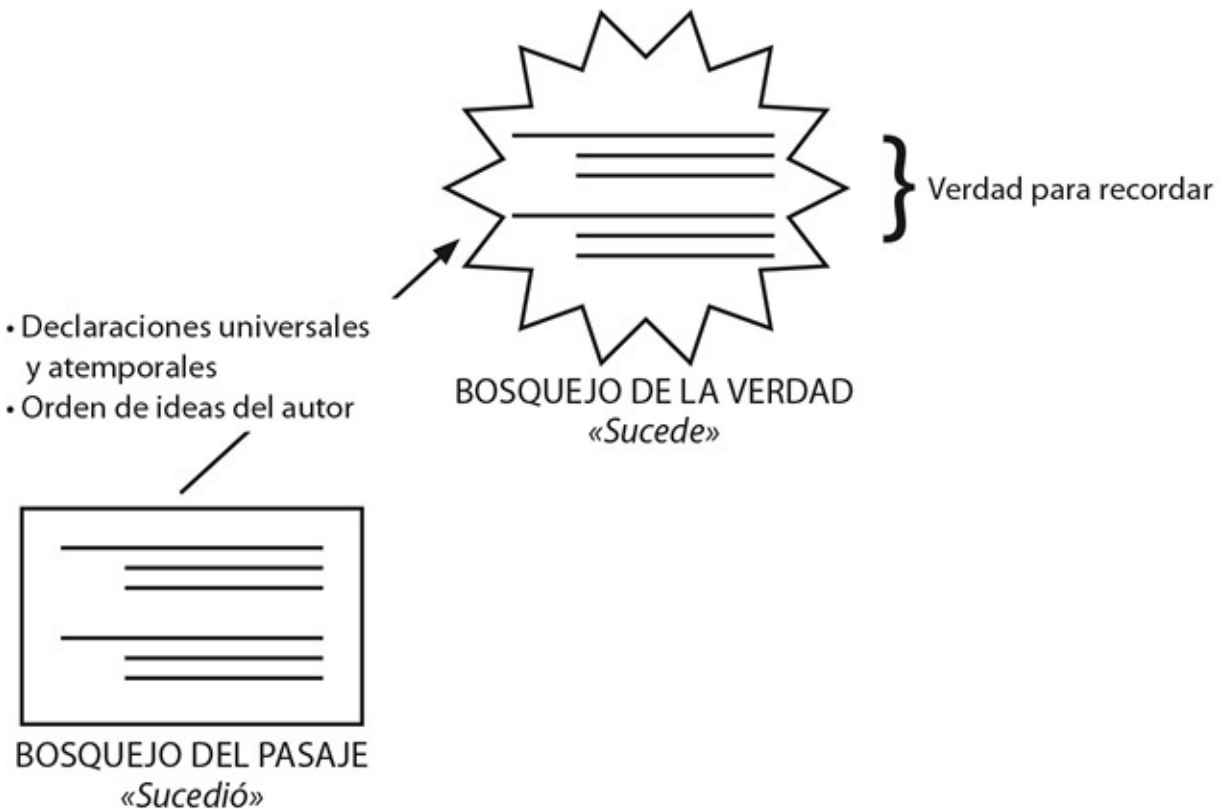 Verdad para recordar
• Declaraciones universales
y atemporales
• Orden de ideas del autor
BOSQUEJO DE LA VERDAD
«Sucede»
BOSQUEJO DEL PASAJE
«Sucedió»